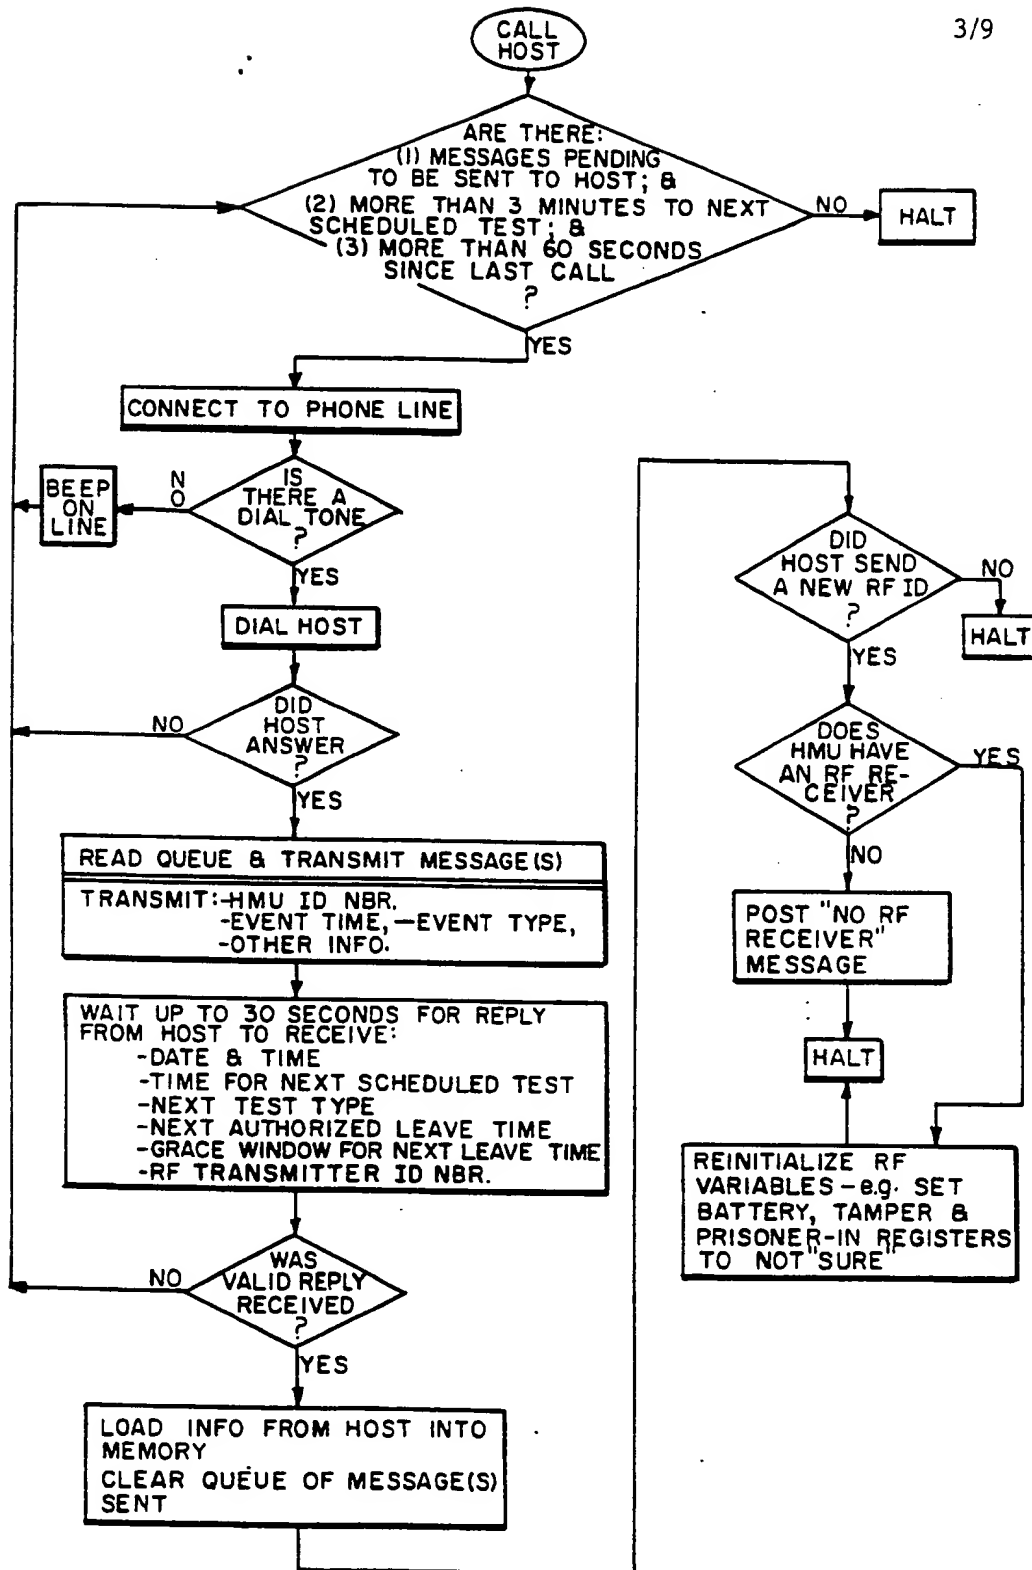 3/9
CALL
HOST
ARE THERE:
(1) MESSAGES PENDING
TO BE SENT TO HOST; &
(2) MORE THAN 3 MINUTES TO NEXT
SCHEDULED TEST; &
(3) MORE THAN 60 SECONDS
SINCE LAST CALL
?
NO
HALT
YES
CONNECT TO PHONE LINE
IS
THERE A
DIAL TONE
?
N
O
BEEP
ON
LINE
YES
DIAL HOST
DID
HOST
ANSWER
?
NO
YES
READ QUEUE & TRANSMIT MESSAGE(S)
TRANSMIT:-HMU ID NBR.
-EVENT TIME,-EVENT TYPE,
-OTHER INFO.
WAIT UP TO 30 SECONDS FOR REPLY
FROM HOST TO RECEIVE:
-DATE & TIME
-TIME FOR NEXT SCHEDULED TEST
-NEXT TEST TYPE
-NEXT AUTHORIZED LEAVE TIME
-GRACE WINDOW FOR NEXT LEAVE TIME
-RF TRANSMITTER ID NBR.
WAS
VALID REPLY
RECEIVED
?
NO
YES
LOAD INFO FROM HOST INTO
MEMORY
CLEAR QUEUE OF MESSAGE(S)
SENT
DID
HOST SEND
A NEW RF ID
?
NO
HALT
YES
DOES
HMU HAVE
AN RF RE-
CEIVER
?
YES
NO
POST "NO RF
RECEIVER"
MESSAGE
HALT
REINITIALIZE RF
VARIABLES-e.g. SET
BATTERY, TAMPER &
PRISONER-IN REGISTERS
TO NOT"SURE"